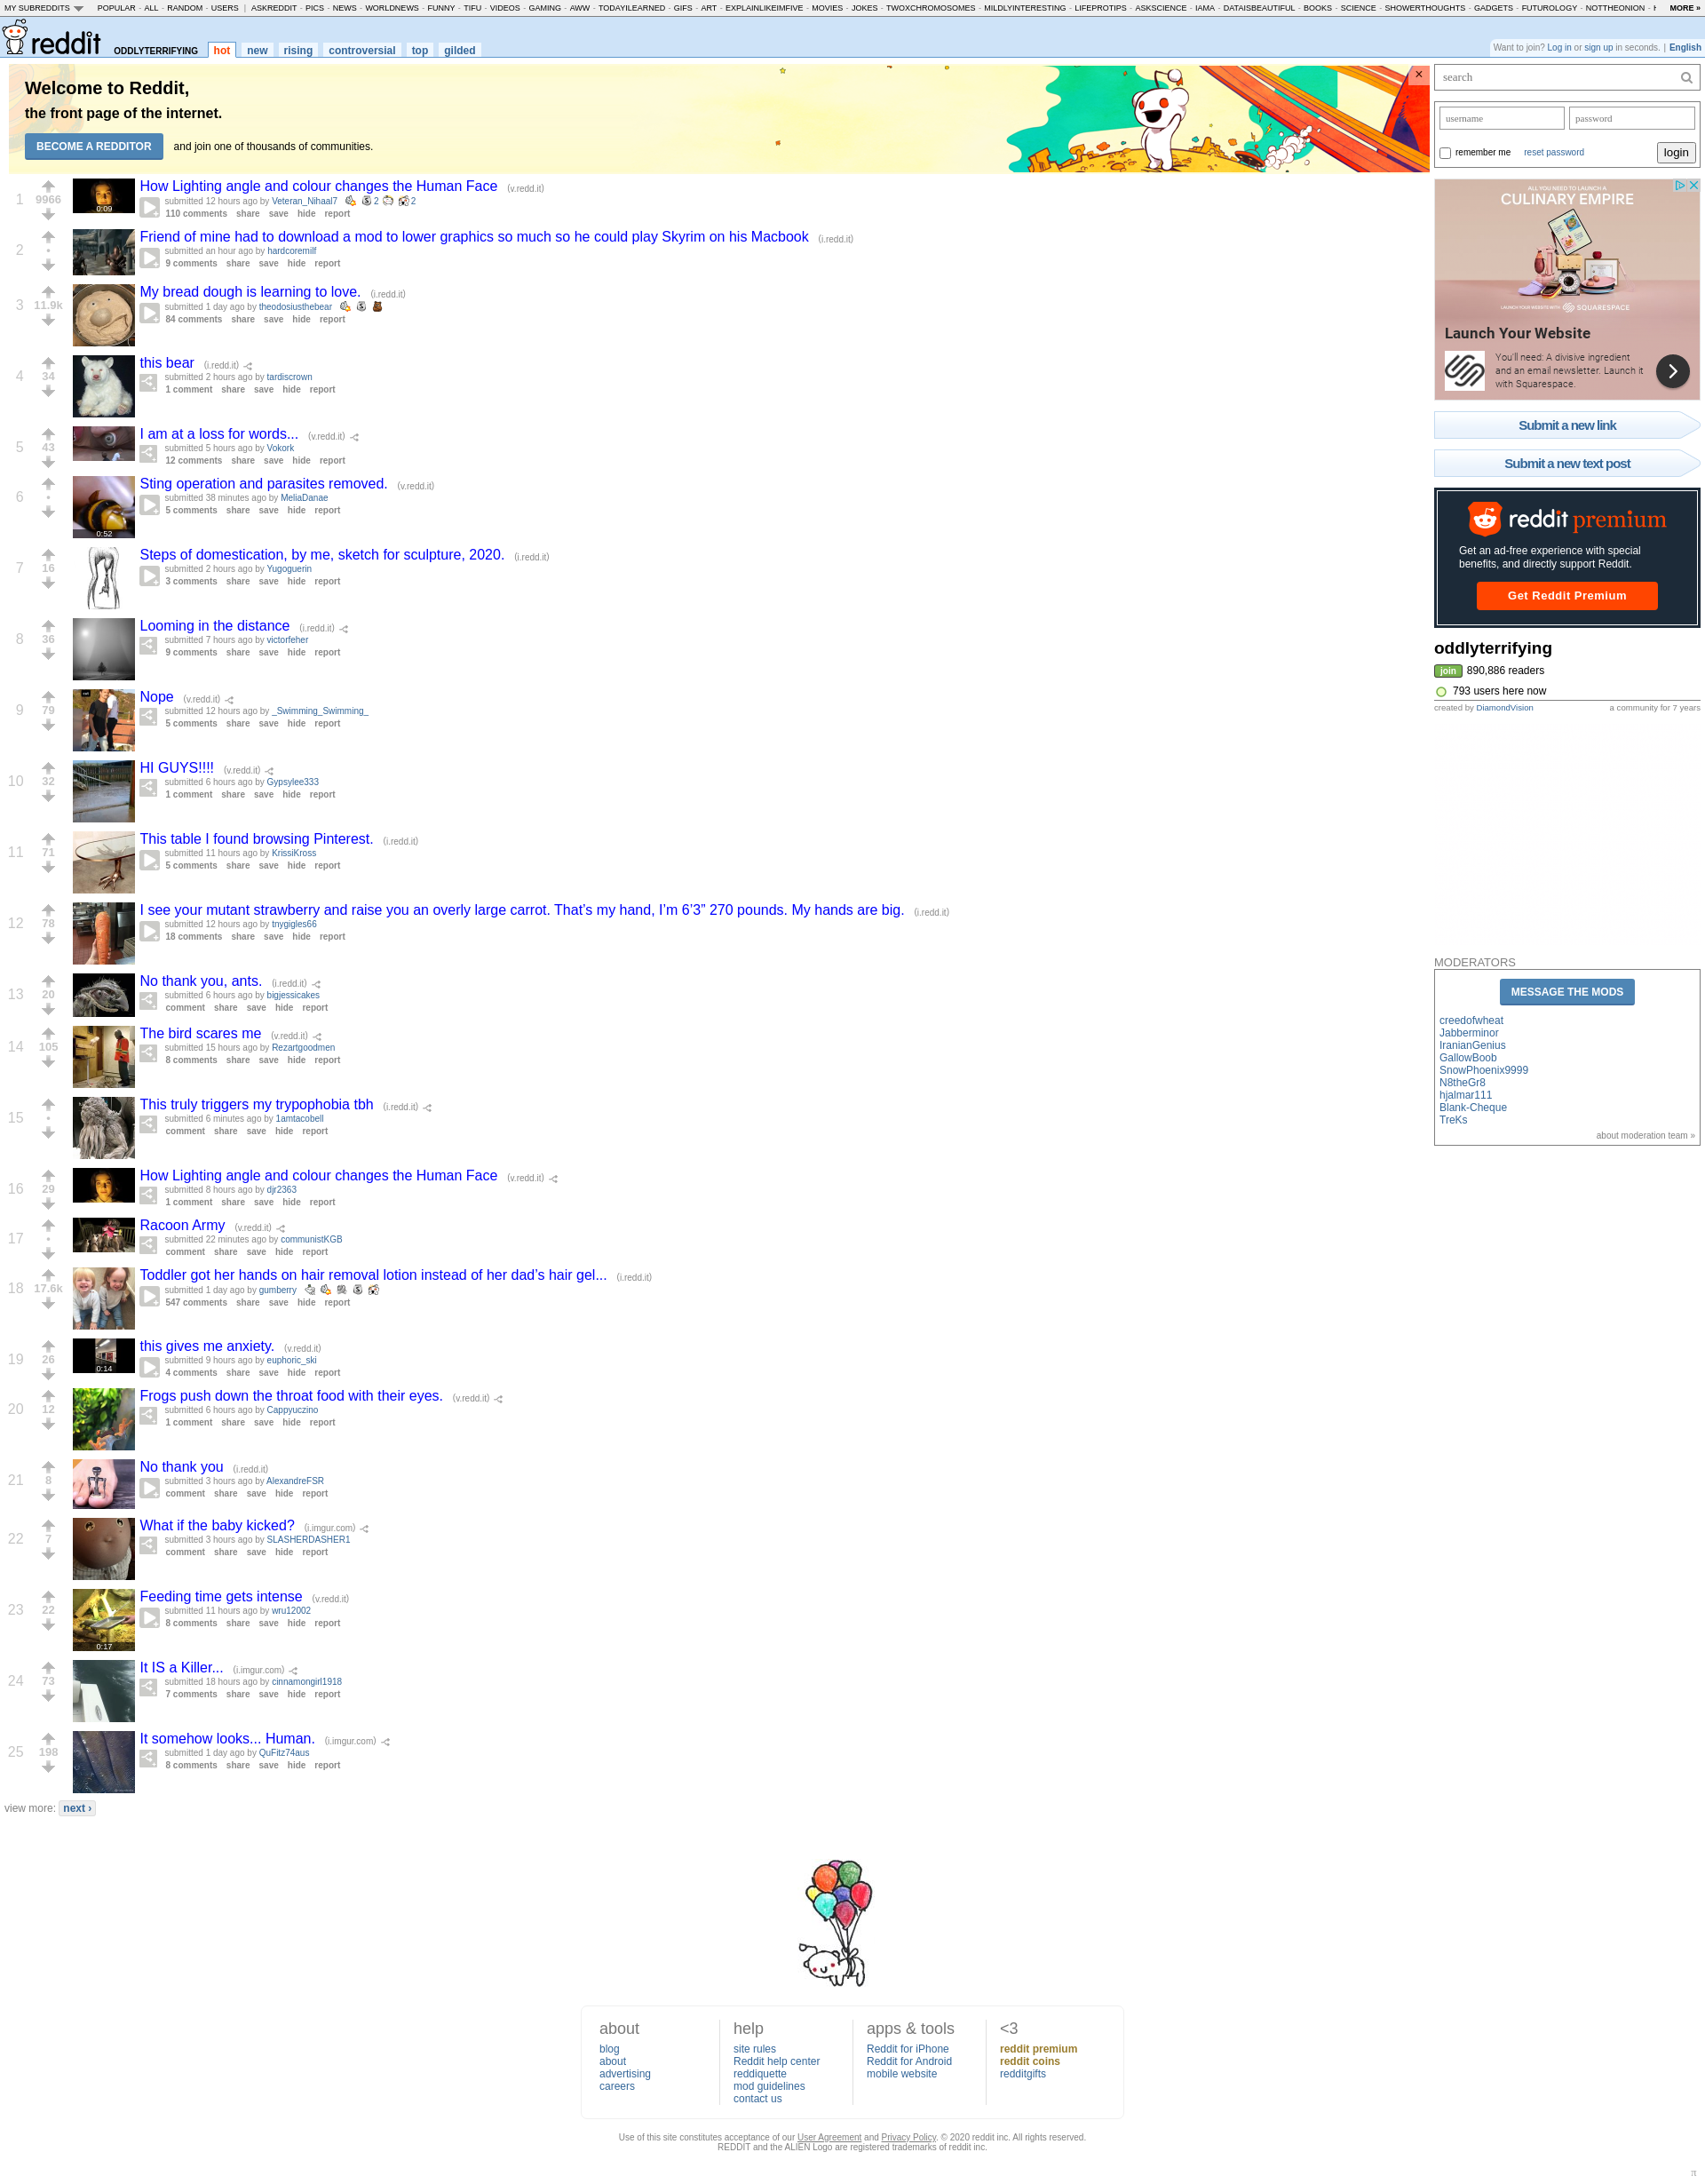 MY SUBREDDITS POPULAR - ALL - RANDOM - USERS | ASKREDDIT - PICS - NEWS - WORLDNEWS - FUNNY - TIFU - VIDEOS - GAMING - AWW - TODAYILEARNED - GIFS - ART - EXPLAINLIKEIMFIVE - MOVIES - JOKES - TWOXCHROMOSOMES - MILDLYINTERESTING - LIFEPROTIPS - ASKSCIENCE - IAMA - DATAISBEAUTIFUL - BOOKS - SCIENCE - SHOWERTHOUGHTS - GADGETS - FUTUROLOGY - NOTTHEONION - MORE »
reddit ODDLYTERRIFYING hot new rising controversial top gilded
Want to join? Log in or sign up in seconds. | English
Welcome to Reddit,
the front page of the internet.
BECOME A REDDITOR and join one of thousands of communities.
×
1 9966 How Lighting angle and colour changes the Human Face (v.redd.it)
0:09
submitted 12 hours ago by Veteran_Nihaal7 2 2
110 comments share save hide report
2 • Friend of mine had to download a mod to lower graphics so much so he could play Skyrim on his Macbook (i.redd.it)
submitted an hour ago by hardcoremilf
9 comments share save hide report
3 11.9k My bread dough is learning to love. (i.redd.it)
submitted 1 day ago by theodosiusthebear
84 comments share save hide report
4 34 this bear (i.redd.it)
submitted 2 hours ago by tardiscrown
1 comment share save hide report
5 43 I am at a loss for words... (v.redd.it)
submitted 5 hours ago by Vokork
12 comments share save hide report
6 • Sting operation and parasites removed. (v.redd.it)
submitted 38 minutes ago by MeliaDanae
5 comments share save hide report
0:52
7 16 Steps of domestication, by me, sketch for sculpture, 2020. (i.redd.it)
submitted 2 hours ago by Yugoguerin
3 comments share save hide report
8 36 Looming in the distance (i.redd.it)
submitted 7 hours ago by victorfeher
9 comments share save hide report
9 79 Nope (v.redd.it)
submitted 12 hours ago by _Swimming_Swimming_
5 comments share save hide report
10 32 HI GUYS!!!! (v.redd.it)
submitted 6 hours ago by Gypsylee333
1 comment share save hide report
11 71 This table I found browsing Pinterest. (i.redd.it)
submitted 11 hours ago by KrissiKross
5 comments share save hide report
12 78 I see your mutant strawberry and raise you an overly large carrot. That’s my hand, I’m 6’3” 270 pounds. My hands are big. (i.redd.it)
submitted 12 hours ago by tnygigles66
18 comments share save hide report
13 20 No thank you, ants. (i.redd.it)
submitted 6 hours ago by bigjessicakes
comment share save hide report
14 105 The bird scares me (v.redd.it)
submitted 15 hours ago by Rezartgoodmen
8 comments share save hide report
15 • This truly triggers my trypophobia tbh (i.redd.it)
submitted 6 minutes ago by 1amtacobell
comment share save hide report
16 29 How Lighting angle and colour changes the Human Face (v.redd.it)
submitted 8 hours ago by djr2363
1 comment share save hide report
17 • Racoon Army (v.redd.it)
submitted 22 minutes ago by communistKGB
comment share save hide report
18 17.6k Toddler got her hands on hair removal lotion instead of her dad’s hair gel... (i.redd.it)
submitted 1 day ago by gumberry
547 comments share save hide report
19 26 this gives me anxiety. (v.redd.it)
submitted 9 hours ago by euphoric_ski
0:14
4 comments share save hide report
20 12 Frogs push down the throat food with their eyes. (v.redd.it)
submitted 6 hours ago by Cappyuczino
1 comment share save hide report
21 8 No thank you (i.redd.it)
submitted 3 hours ago by AlexandreFSR
comment share save hide report
22 7 What if the baby kicked? (i.imgur.com)
submitted 3 hours ago by SLASHERDASHER1
comment share save hide report
23 22 Feeding time gets intense (v.redd.it)
submitted 11 hours ago by wru12002
8 comments share save hide report
0:17
24 73 It IS a Killer... (i.imgur.com)
submitted 18 hours ago by cinnamongirl1918
7 comments share save hide report
25 198 It somehow looks... Human. (i.imgur.com)
submitted 1 day ago by QuFitz74aus
8 comments share save hide report
view more: next ›
search
username password
remember me reset password login
ALL YOU NEED TO LAUNCH A
CULINARY EMPIRE
LAUNCH YOUR WEBSITE WITH SQUARESPACE
Launch Your Website
You'll need: A divisive ingredient
and an email newsletter. Launch it
with Squarespace.
Submit a new link
Submit a new text post
reddit premium
Get an ad-free experience with special
benefits, and directly support Reddit.
Get Reddit Premium
oddlyterrifying
join 890,886 readers
793 users here now
created by DiamondVision a community for 7 years
MODERATORS
MESSAGE THE MODS
creedofwheat
Jabberminor
IranianGenius
GallowBoob
SnowPhoenix9999
N8theGr8
hjalmar111
Blank-Cheque
TreKs
about moderation team »
about
blog
about
advertising
careers
help
site rules
Reddit help center
reddiquette
mod guidelines
contact us
apps & tools
Reddit for iPhone
Reddit for Android
mobile website
<3
reddit premium
reddit coins
redditgifts
Use of this site constitutes acceptance of our User Agreement and Privacy Policy. © 2020 reddit inc. All rights reserved.
REDDIT and the ALIEN Logo are registered trademarks of reddit inc.
π